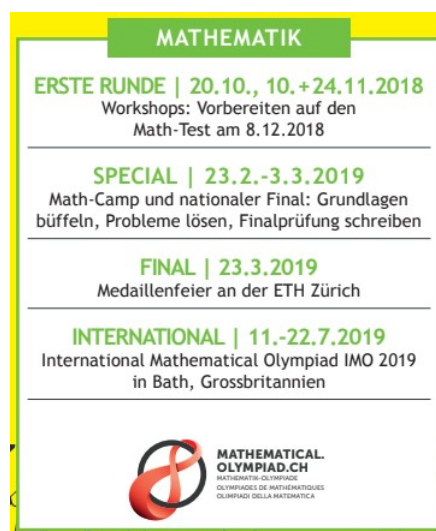 MATHEMATIK
ERSTE RUNDE | 20.10., 10.+24.11.2018
Workshops: Vorbereiten auf den
Math-Test am 8.12.2018
SPECIAL | 23.2.-3.3.2019
Math-Camp und nationaler Final: Grundlagen
büffeln, Probleme lösen, Finalprüfung schreiben
FINAL | 23.3.2019
Medaillenfeier an der ETH Zürich
INTERNATIONAL | 11.-22.7.2019
International Mathematical Olympiad IMO 2019
in Bath, Grossbritannien
MATHEMATICAL.
OLYMPIAD.CH
MATHEMATIK-OLYMPIADE
OLYMPIADES DE MATHÉMATIQUES
OLIMPIADI DELLA MATEMATICA